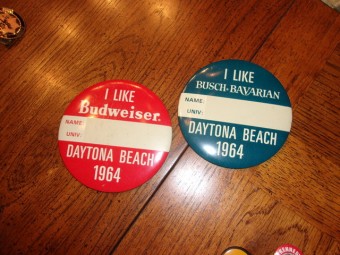 I LIKE
Budweiser.
NAME:
UNIV:
DAYTONA BEACH
1964
I LIKE
BUSCH-BAVARIAN
NAME:
UNIV:
DAYTONA BEACH
1964